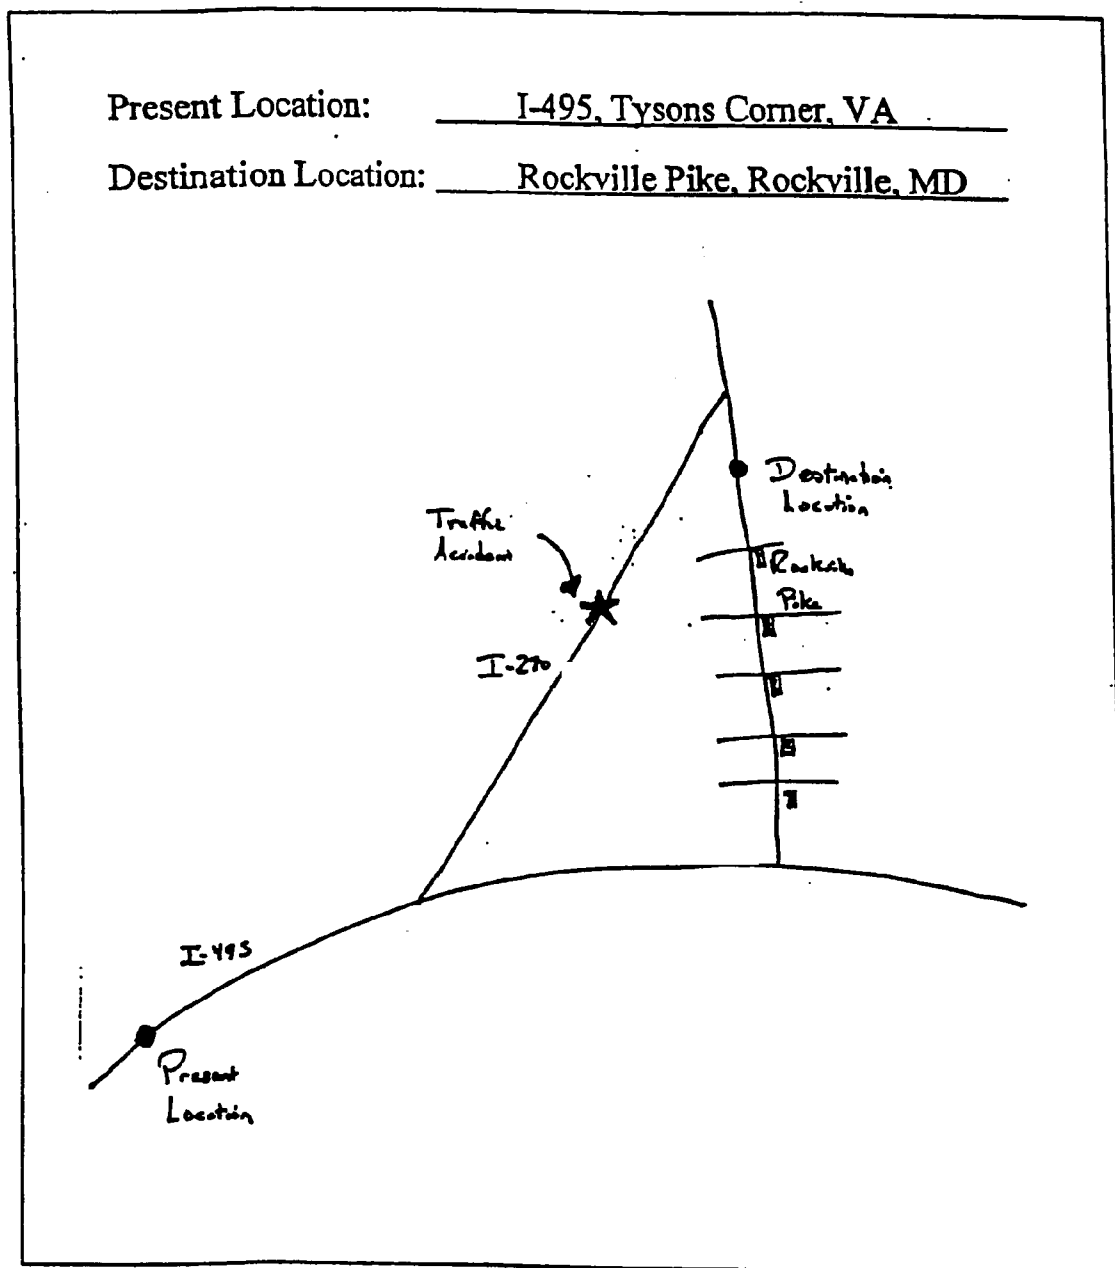 Present Location: I-495, Tysons Corner, VA
Destination Location: Rockville Pike, Rockville, MD
Destination
Location
Traffic
Accident
Rockville
Pike
I-270
I-495
Present
Location